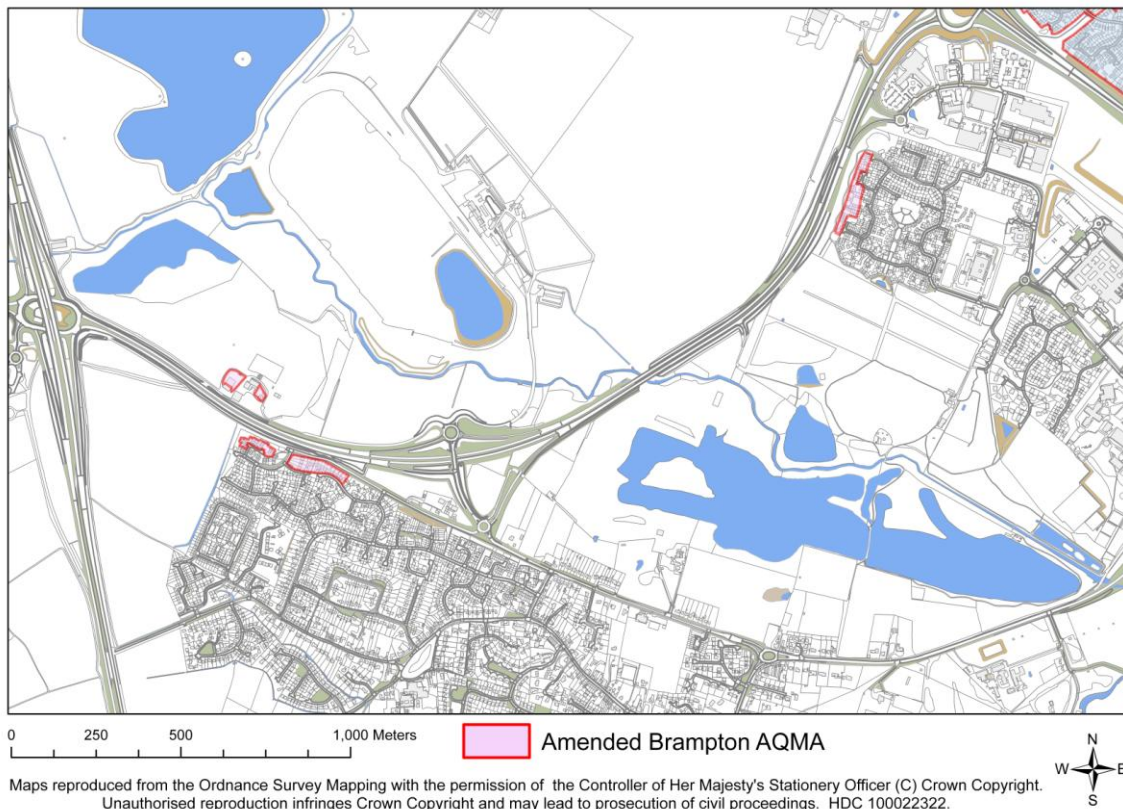 0 250 500 1,000 Meters
Amended Brampton AQMA
N
W E
S
Maps reproduced from the Ordnance Survey Mapping with the permission of the Controller of Her Majesty's Stationery Officer (C) Crown Copyright.
Unauthorised reproduction infringes Crown Copyright and may lead to prosecution of civil proceedings. HDC 100022322.